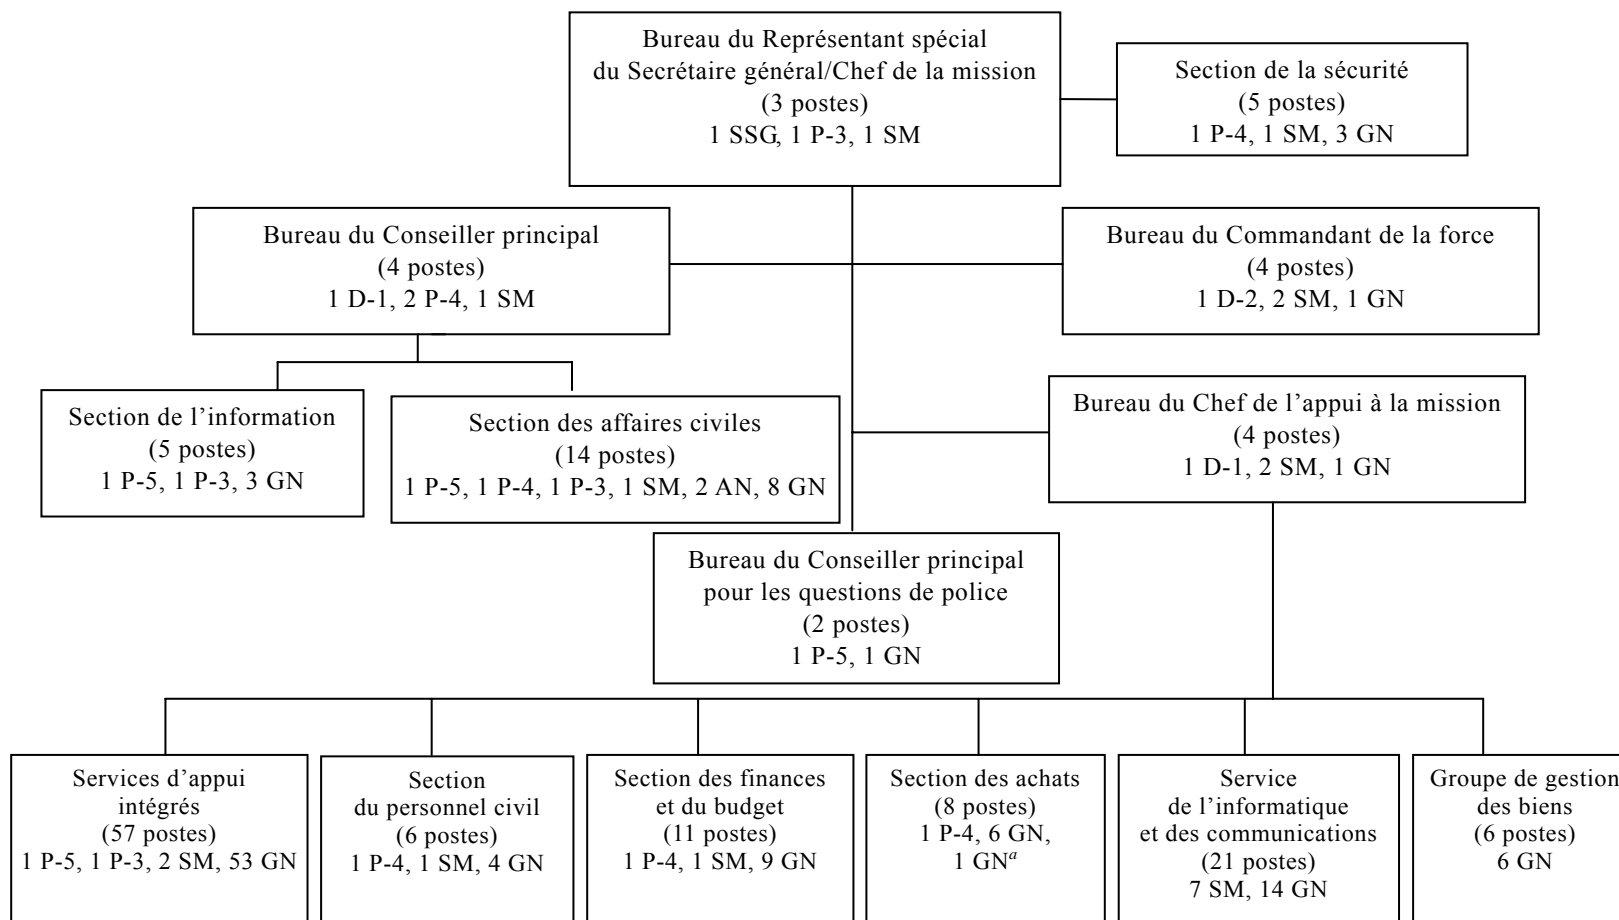 Bureau du Représentant spécial
du Secrétaire général/Chef de la mission
(3 postes)
1 SSG, 1 P-3, 1 SM
Section de la sécurité
(5 postes)
1 P-4, 1 SM, 3 GN
Bureau du Conseiller principal
(4 postes)
1 D-1, 2 P-4, 1 SM
Bureau du Commandant de la force
(4 postes)
1 D-2, 2 SM, 1 GN
Section de l’information
(5 postes)
1 P-5, 1 P-3, 3 GN
Section des affaires civiles
(14 postes)
1 P-5, 1 P-4, 1 P-3, 1 SM, 2 AN, 8 GN
Bureau du Chef de l’appui à la mission
(4 postes)
1 D-1, 2 SM, 1 GN
Bureau du Conseiller principal
pour les questions de police
(2 postes)
1 P-5, 1 GN
Services d’appui
intégrés
(57 postes)
1 P-5, 1 P-3, 2 SM, 53 GN
Section
du personnel civil
(6 postes)
1 P-4, 1 SM, 4 GN
Section des finances
et du budget
(11 postes)
1 P-4, 1 SM, 9 GN
Section des achats
(8 postes)
1 P-4, 6 GN,
1 GNa
Service
de l’informatique
et des communications
(21 postes)
7 SM, 14 GN
Groupe de gestion
des biens
(6 postes)
6 GN